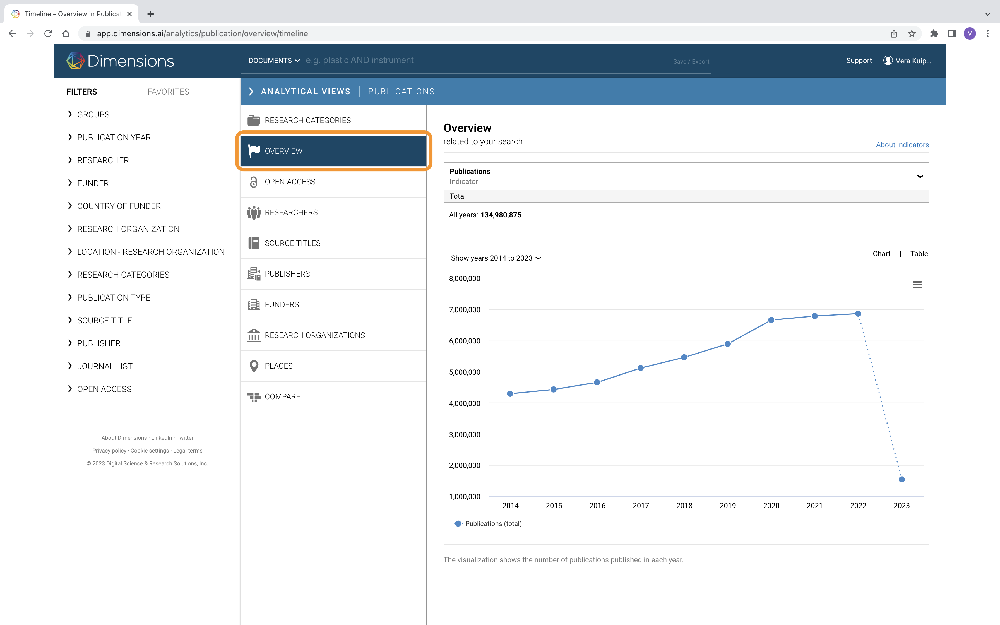 Timeline - Overview in Publicat
app.dimensions.ai/analytics/publication/overview/timeline
V
Dimensions
DOCUMENTS e.g. plastic AND instrument
Save / Export
Support
Vera Kuip...
FILTERS
FAVORITES
GROUPS
PUBLICATION YEAR
RESEARCHER
FUNDER
COUNTRY OF FUNDER
RESEARCH ORGANIZATION
LOCATION - RESEARCH ORGANIZATION
RESEARCH CATEGORIES
PUBLICATION TYPE
SOURCE TITLE
PUBLISHER
JOURNAL LIST
OPEN ACCESS
About Dimensions · LinkedIn · Twitter
Privacy policy · Cookie settings · Legal terms
© 2023 Digital Science & Research Solutions, Inc.
ANALYTICAL VIEWS | PUBLICATIONS
RESEARCH CATEGORIES
OVERVIEW
OPEN ACCESS
RESEARCHERS
SOURCE TITLES
PUBLISHERS
FUNDERS
RESEARCH ORGANIZATIONS
PLACES
COMPARE
Overview
related to your search
About indicators
Publications
Indicator
Total
All years: 134,980,875
Show years 2014 to 2023
Chart | Table
8,000,000
7,000,000
6,000,000
5,000,000
4,000,000
3,000,000
2,000,000
1,000,000
2014 2015 2016 2017 2018 2019 2020 2021 2022 2023
Publications (total)
The visualization shows the number of publications published in each year.